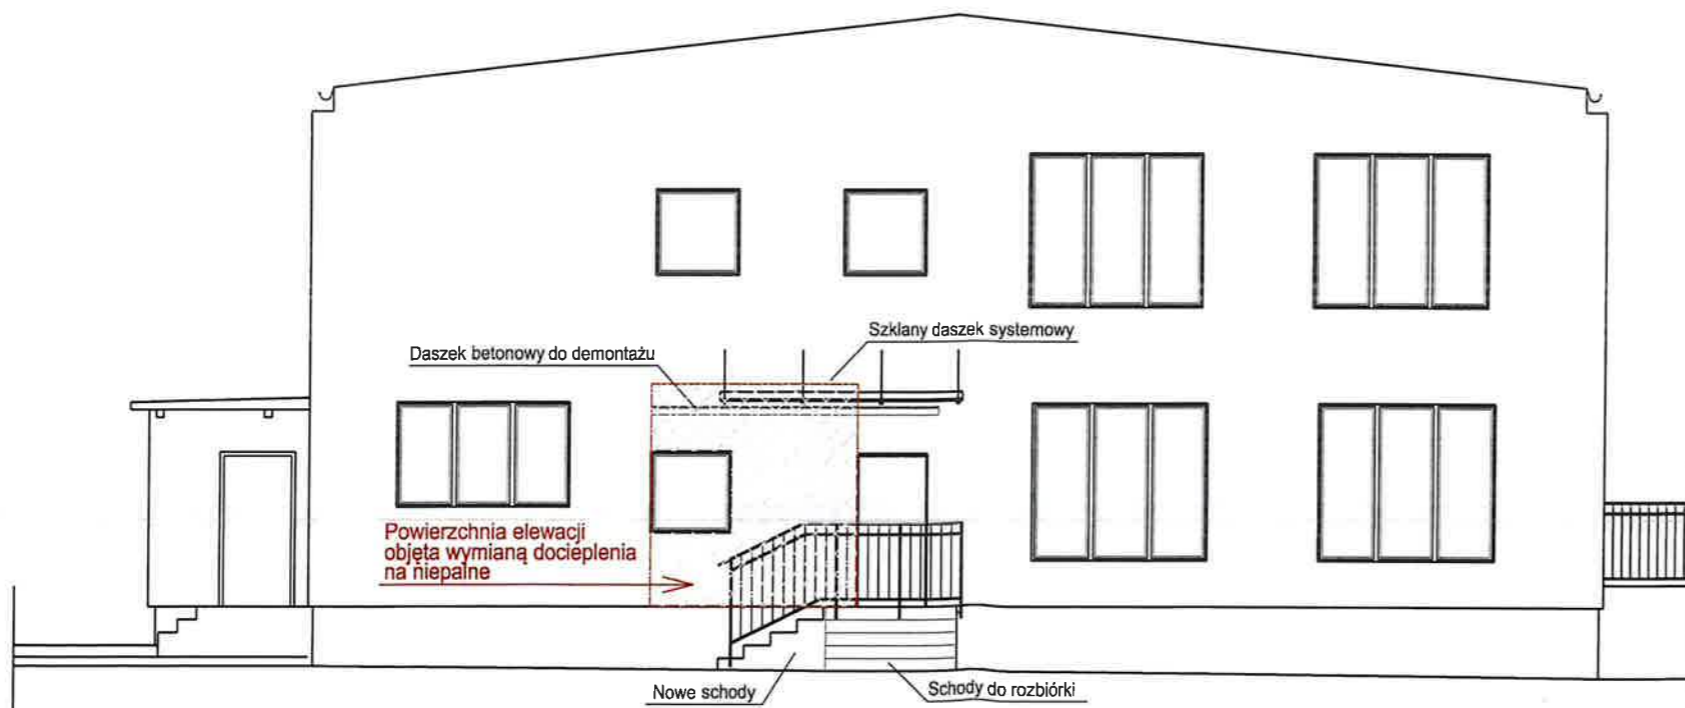 Szklany daszek systemowy
Daszek betonowy do demontażu
Powierzchnia elewacji
objęta wymianą docieplenia
na niepalne
Nowe schody
Schody do rozbiórki